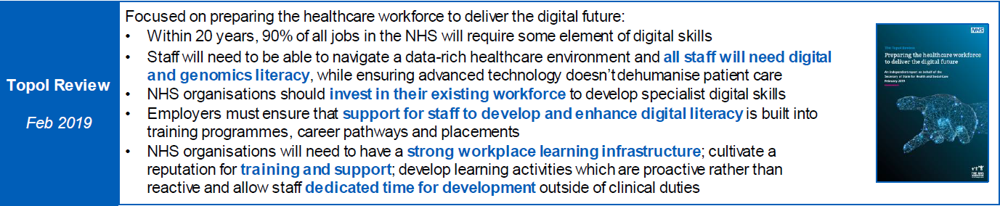 Topol Review
Feb 2019
Focused on preparing the healthcare workforce to deliver the digital future:
• Within 20 years, 90% of all jobs in the NHS will require some element of digital skills
• Staff will need to be able to navigate a data-rich healthcare environment and all staff will need digital
and genomics literacy, while ensuring advanced technology doesn't dehumanise patient care
• NHS organisations should invest in their existing workforce to develop specialist digital skills
• Employers must ensure that support for staff to develop and enhance digital literacy is built into
training programmes, career pathways and placements
• NHS organisations will need to have a strong workplace learning infrastructure; cultivate a
reputation for training and support; develop learning activities which are proactive rather than
reactive and allow staff dedicated time for development outside of clinical duties
NHS
The Topol Review
Preparing the healthcare workforce
to deliver the digital future
An independent report on behalf of the
Secretary of State for Health and Social Care
February 2019